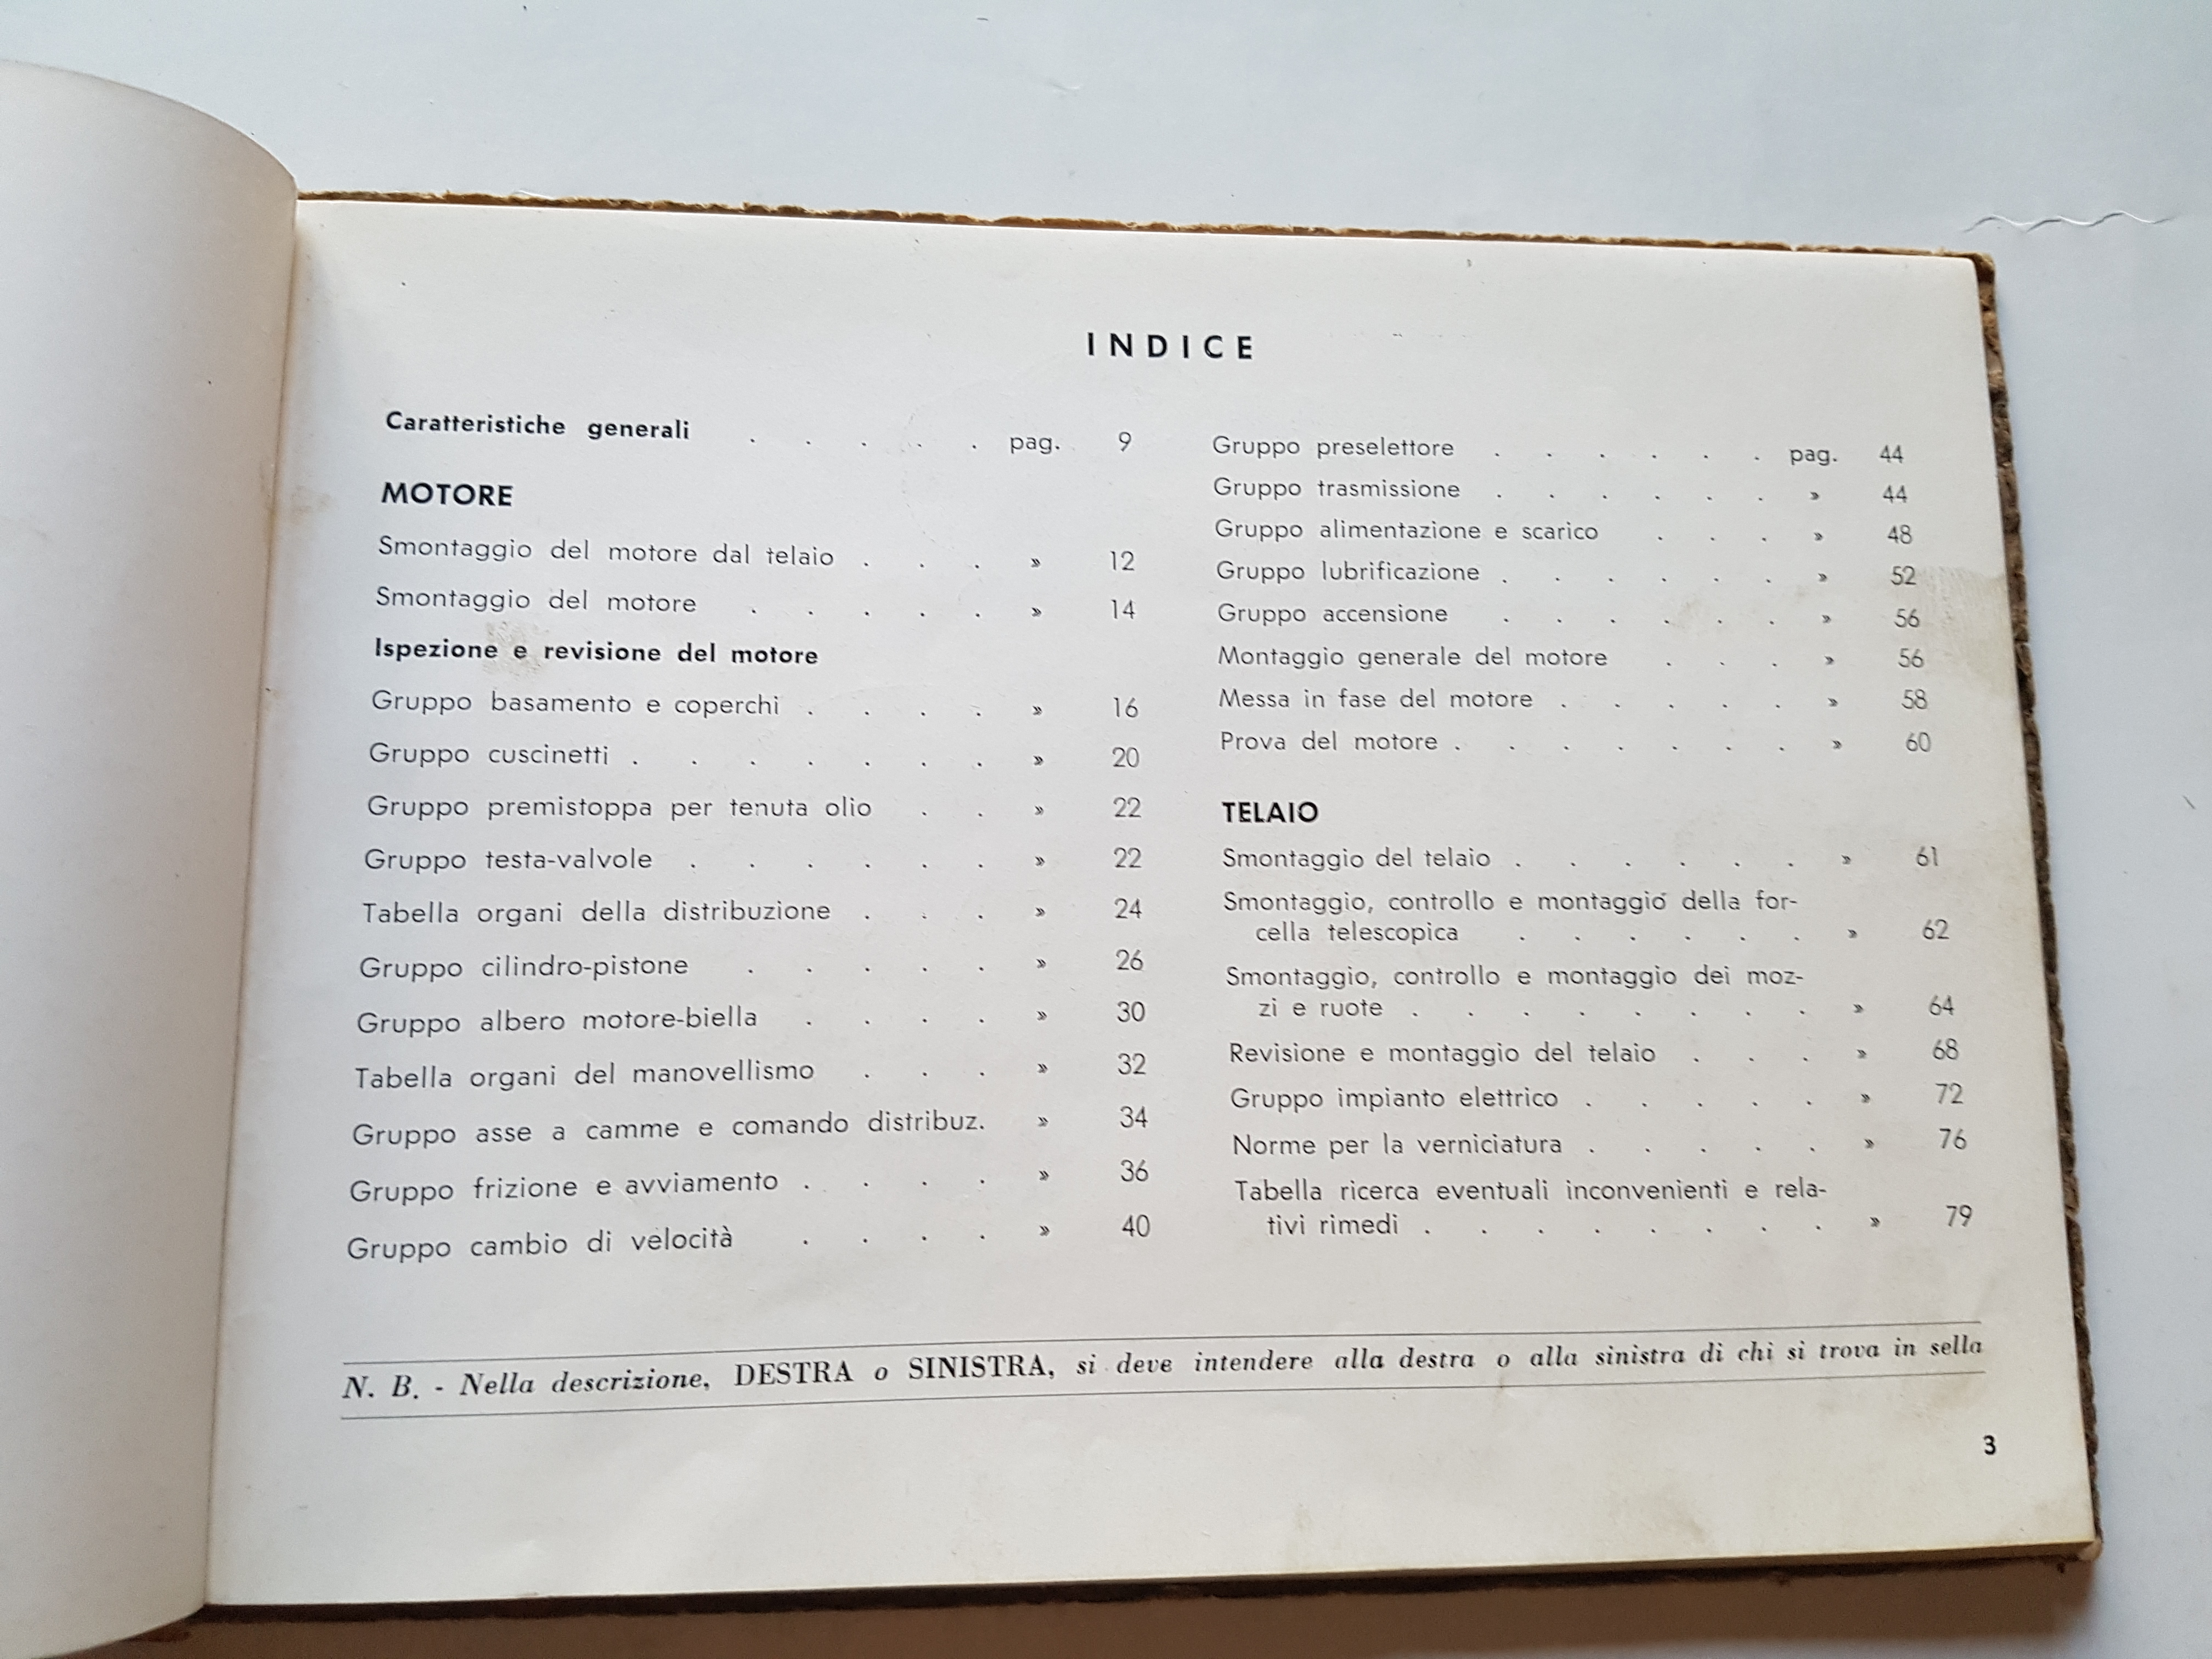 INDICE
Caratteristiche generali . . . . . pag. 9
MOTORE
Smontaggio del motore dal telaio . . . » 12
Smontaggio del motore . . . . . » 14
Ispezione e revisione del motore
Gruppo basamento e coperchi . . . . » 16
Gruppo cuscinetti . . . . . . . » 20
Gruppo premistoppa per tenuta olio . . » 22
Gruppo testa-valvole . . . . . . » 22
Tabella organi della distribuzione . . . » 24
Gruppo cilindro-pistone . . . . . » 26
Gruppo albero motore-biella . . . . » 30
Tabella organi del manovellismo . . . » 32
Gruppo asse a camme e comando distribuz. » 34
Gruppo frizione e avviamento . . . . » 36
Gruppo cambio di velocità . . . . » 40
Gruppo preselettore . . . . . . pag. 44
Gruppo trasmissione . . . . . . » 44
Gruppo alimentazione e scarico . . . » 48
Gruppo lubrificazione . . . . . . » 52
Gruppo accensione . . . . . . » 56
Montaggio generale del motore . . . » 56
Messa in fase del motore . . . . . » 58
Prova del motore . . . . . . . » 60
TELAIO
Smontaggio del telaio . . . . . . » 61
Smontaggio, controllo e montaggio della for-
cella telescopica . . . . . . » 62
Smontaggio, controllo e montaggio dei moz-
zi e ruote . . . . . . . . » 64
Revisione e montaggio del telaio . . . » 68
Gruppo impianto elettrico . . . . . » 72
Norme per la verniciatura . . . . . » 76
Tabella ricerca eventuali inconvenienti e rela-
tivi rimedi . . . . . . . . » 79
N. B. - Nella descrizione, DESTRA o SINISTRA, si deve intendere alla destra o alla sinistra di chi si trova in sella
3